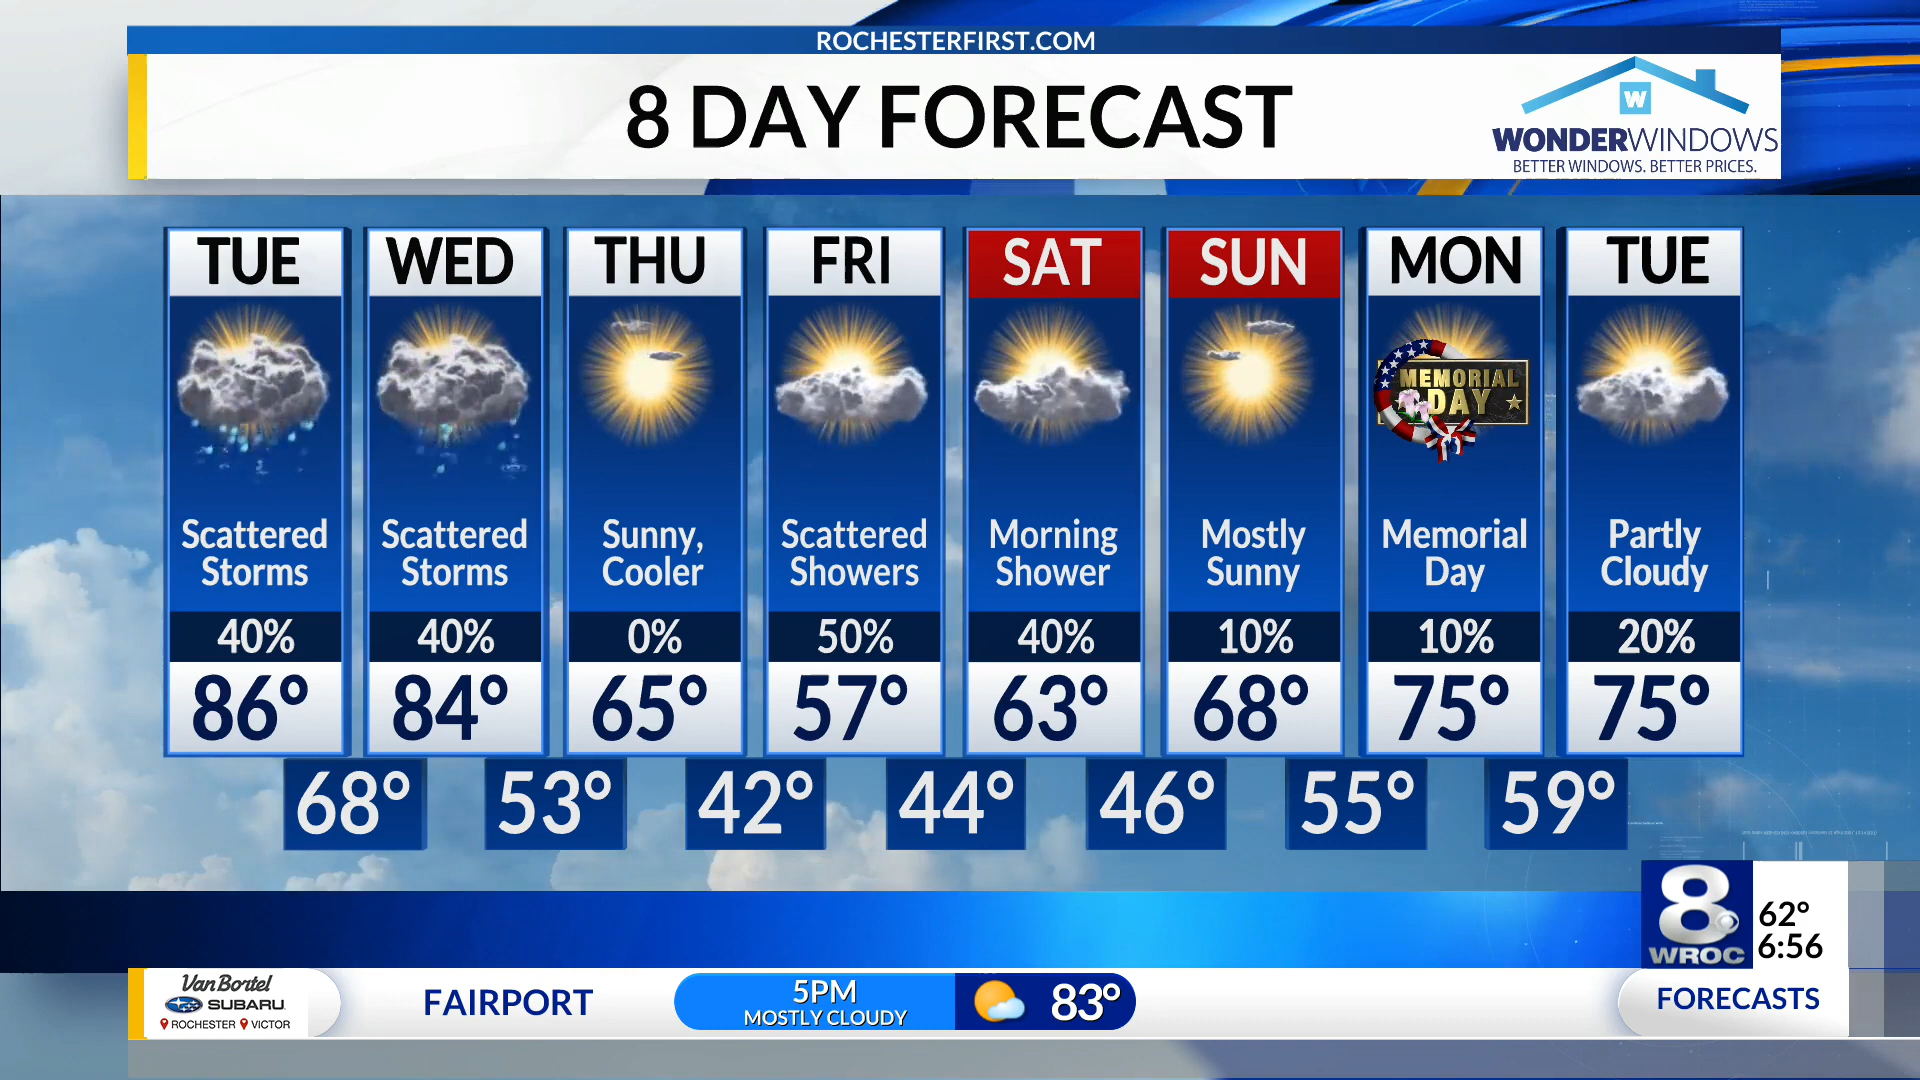 ROCHESTERFIRST.COM
8 DAY FORECAST
W
WONDERWINDOWS
BETTER WINDOWS. BETTER PRICES.
TUE WED THU FRI SAT SUN MON TUE
MEMORIAL
DAY
Scattered Scattered Sunny, Scattered Morning Mostly Memorial Partly
Storms Storms Cooler Showers Shower Sunny Day Cloudy
40% 40% 0% 50% 40% 10% 10% 20%
86° 84° 65° 57° 63° 68° 75° 75°
68° 53° 42° 44° 46° 55° 59°
8
WROC
62°
6:56
Van Bortel
SUBARU
ROCHESTER VICTOR
FAIRPORT
5PM
MOSTLY CLOUDY
83°
FORECASTS